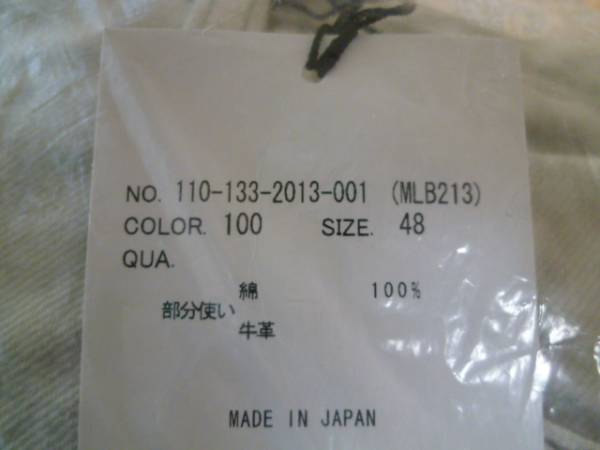 NO. 110-133-2013-001 (MLB213)
COLOR. 100 SIZE. 48
QUA.
綿 100%
部分使い
牛革
MADE IN JAPAN